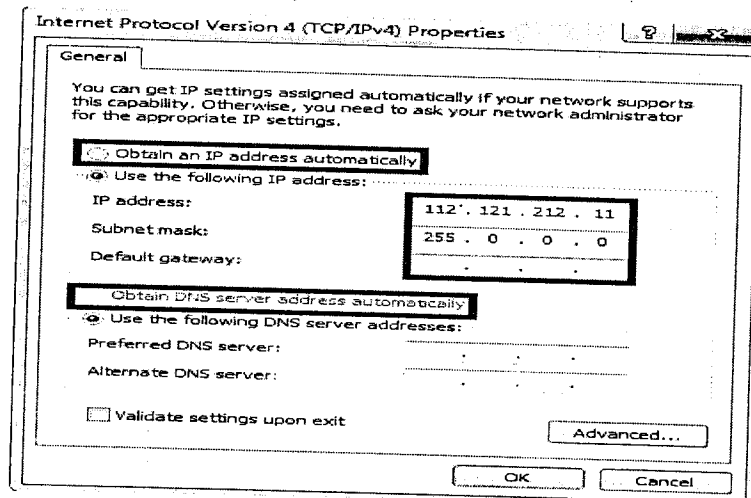 Internet Protocol Version 4 (TCP/IPv4) Properties
?
General
You can get IP settings assigned automatically if your network supports
this capability. Otherwise, you need to ask your network administrator
for the appropriate IP settings.
Obtain an IP address automatically
Use the following IP address:
IP address: 112 . 121 . 212 . 11
Subnet mask: 255 . 0 . 0 . 0
Default gateway: . . .
Obtain DNS server address automatically
Use the following DNS server addresses:
Preferred DNS server: . . .
Alternate DNS server: . . .
Validate settings upon exit
Advanced...
OK Cancel